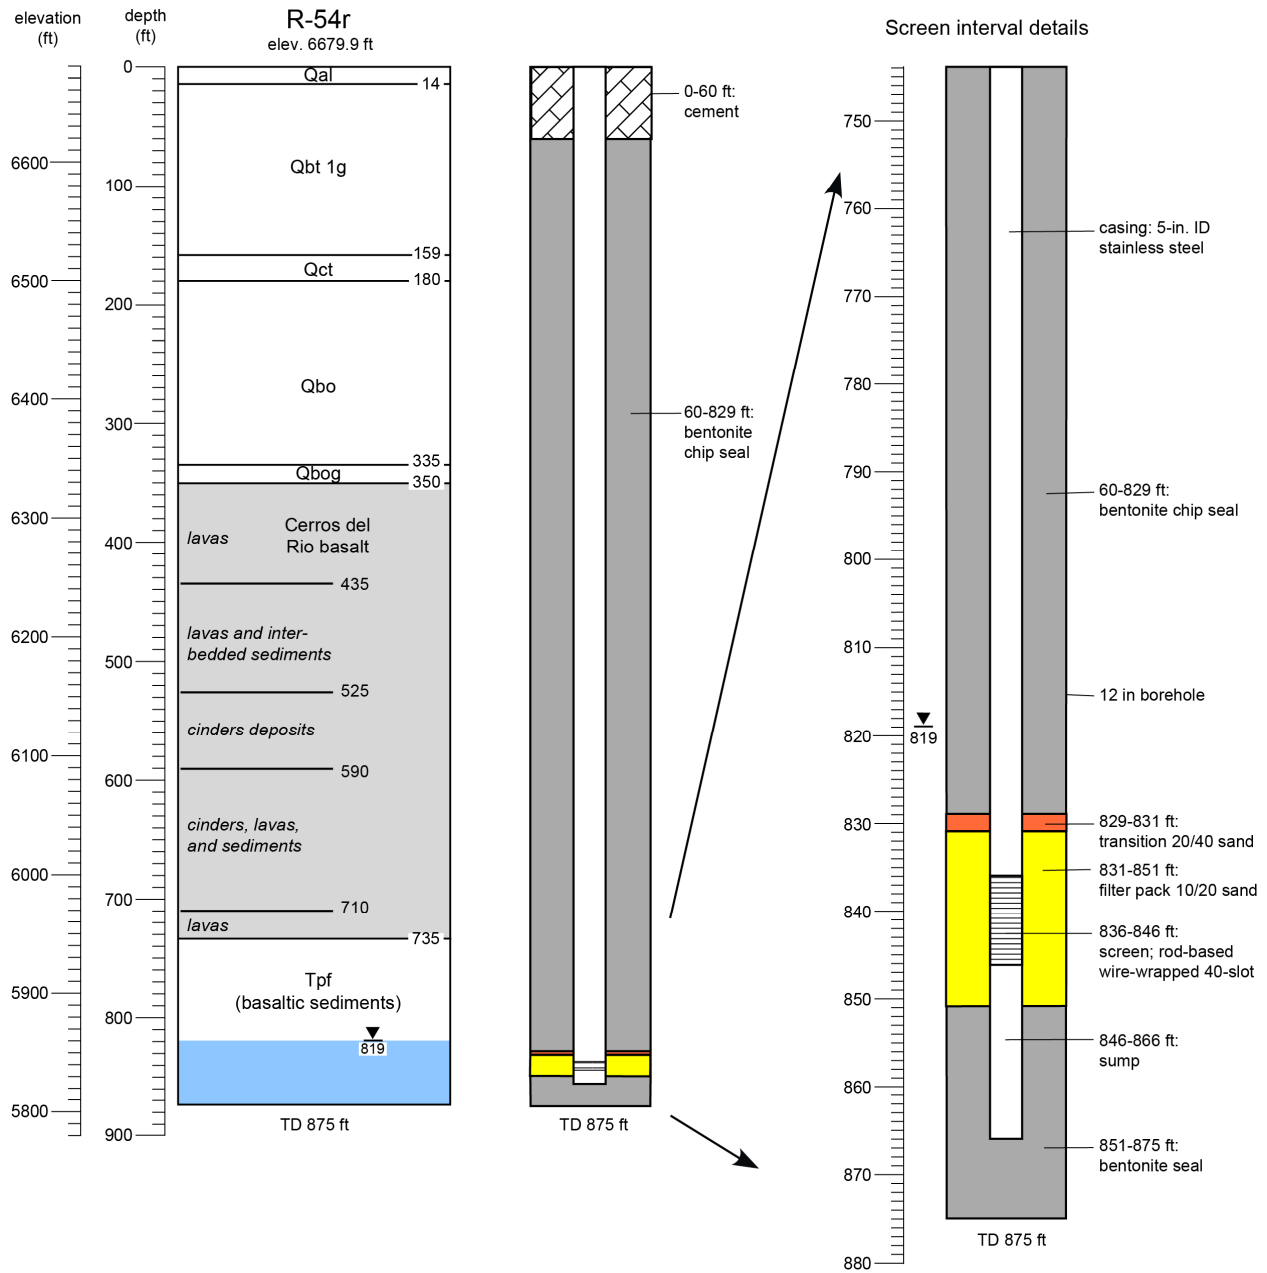 elevation
(ft)
depth
(ft)
R-54r
elev. 6679.9 ft
Screen interval details
6600
6500
6400
6300
6200
6100
6000
5900
5800
0
100
200
300
400
500
600
700
800
900
Qal
14
Qbt 1g
159
Qct
180
Qbo
335
Qbog
350
lavas
Cerros del
Rio basalt
435
lavas and inter-
bedded sediments
525
cinders deposits
590
cinders, lavas,
and sediments
710
lavas
735
Tpf
(basaltic sediments)
819
TD 875 ft
0-60 ft:
cement
60-829 ft:
bentonite
chip seal
TD 875 ft
750
760
770
780
790
800
810
820
830
840
850
860
870
880
819
casing: 5-in. ID
stainless steel
60-829 ft:
bentonite chip seal
12 in borehole
829-831 ft:
transition 20/40 sand
831-851 ft:
filter pack 10/20 sand
836-846 ft:
screen; rod-based
wire-wrapped 40-slot
846-866 ft:
sump
851-875 ft:
bentonite seal
TD 875 ft